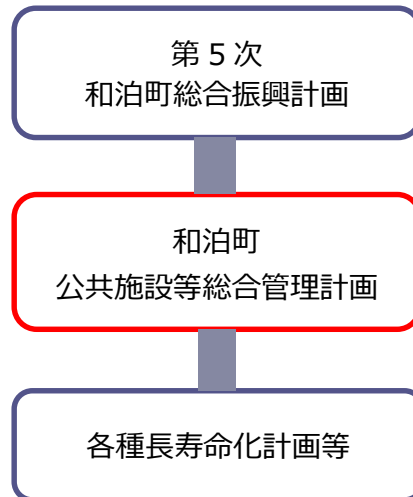 第５次
和泊町総合振興計画
和泊町
公共施設等総合管理計画
各種長寿命化計画等